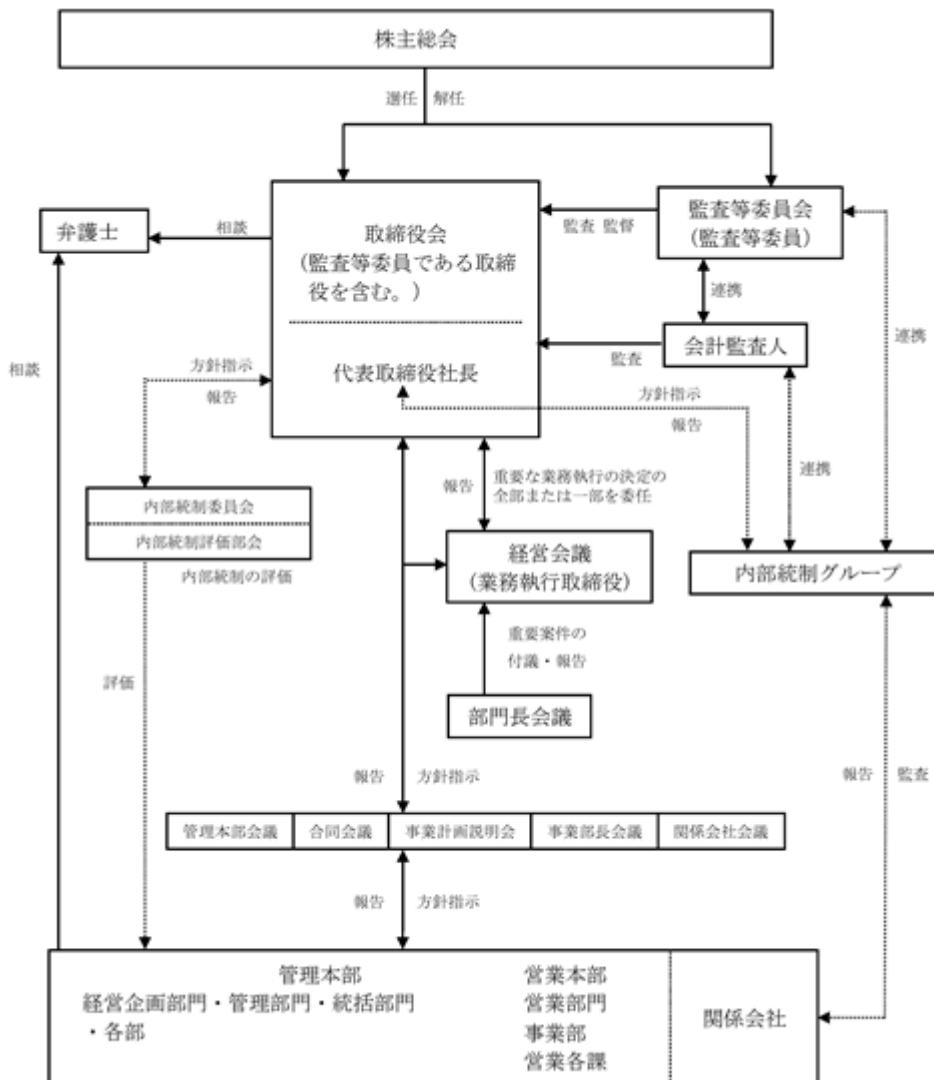 株主総会
選任 解任
取締役会
(監査等委員である取締
役を含む。)
代表取締役社長
監査等委員会
(監査等委員)
監査 監督
弁護士
相談
連携
会計監査人
監査
連携
相談
方針指示
報告
方針指示
報告
連携
報告
重要な業務執行の決定の
全部または一部を委任
内部統制委員会
内部統制評価部会
内部統制の評価
経営会議
(業務執行取締役)
内部統制グループ
重要案件の
付議・報告
評価
部門長会議
報告 方針指示
報告 監査
管理本部会議 合同会議 事業計画説明会 事業部長会議 関係会社会議
報告 方針指示
管理本部
経営企画部門・管理部門・統括部門
・各部
営業本部
営業部門
事業部
営業各課
関係会社